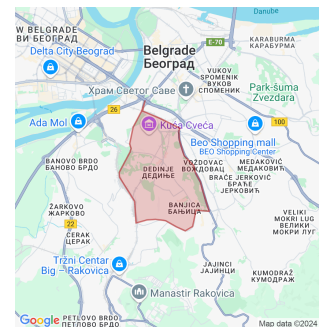 Danube
W BELGRADE
ВИ БЕОГРАД
Belgrade
Београд
E-70
KARABURMA
КАРАБУРМА
Delta City Beograd
VUKOV
SPOMENIK
ВУКОВ
СПОМЕНИК
Park-šuma
Zvezdara
Храм Светог Саве
26
Ada Mol
Kuća Cveća
100
Beo Shopping mall
BEO Shopping Center
BANOVO BRDO
БАНОВО БРДО
DEDINJE
ДЕДИЊЕ
VOŽDOVAC
ВОЖДОВАЦ
MEDAKOVIĆ
МЕДАКОВИЋ
BRAĆE JERKOVIĆ
БРАЋЕ
ЈЕРКОВИЋ
ŽARKOVO
ЖАРКОВО
BANJICA
БАЊИЦА
VELIKI
MOKRI LUG
ВЕЛИКИ
МОКРИ ЛУГ
22
CERAK
ЦЕРАК
Tržni Centar
Big – Rakovica
JAJINCI
ЈАЈИНЦИ
KUMODRAŽ
КУМОДРАЖ
Manastir Rakovica
PETLOVO BRDO
ПЕТЛОВО БРДО
Google
Map data ©2024